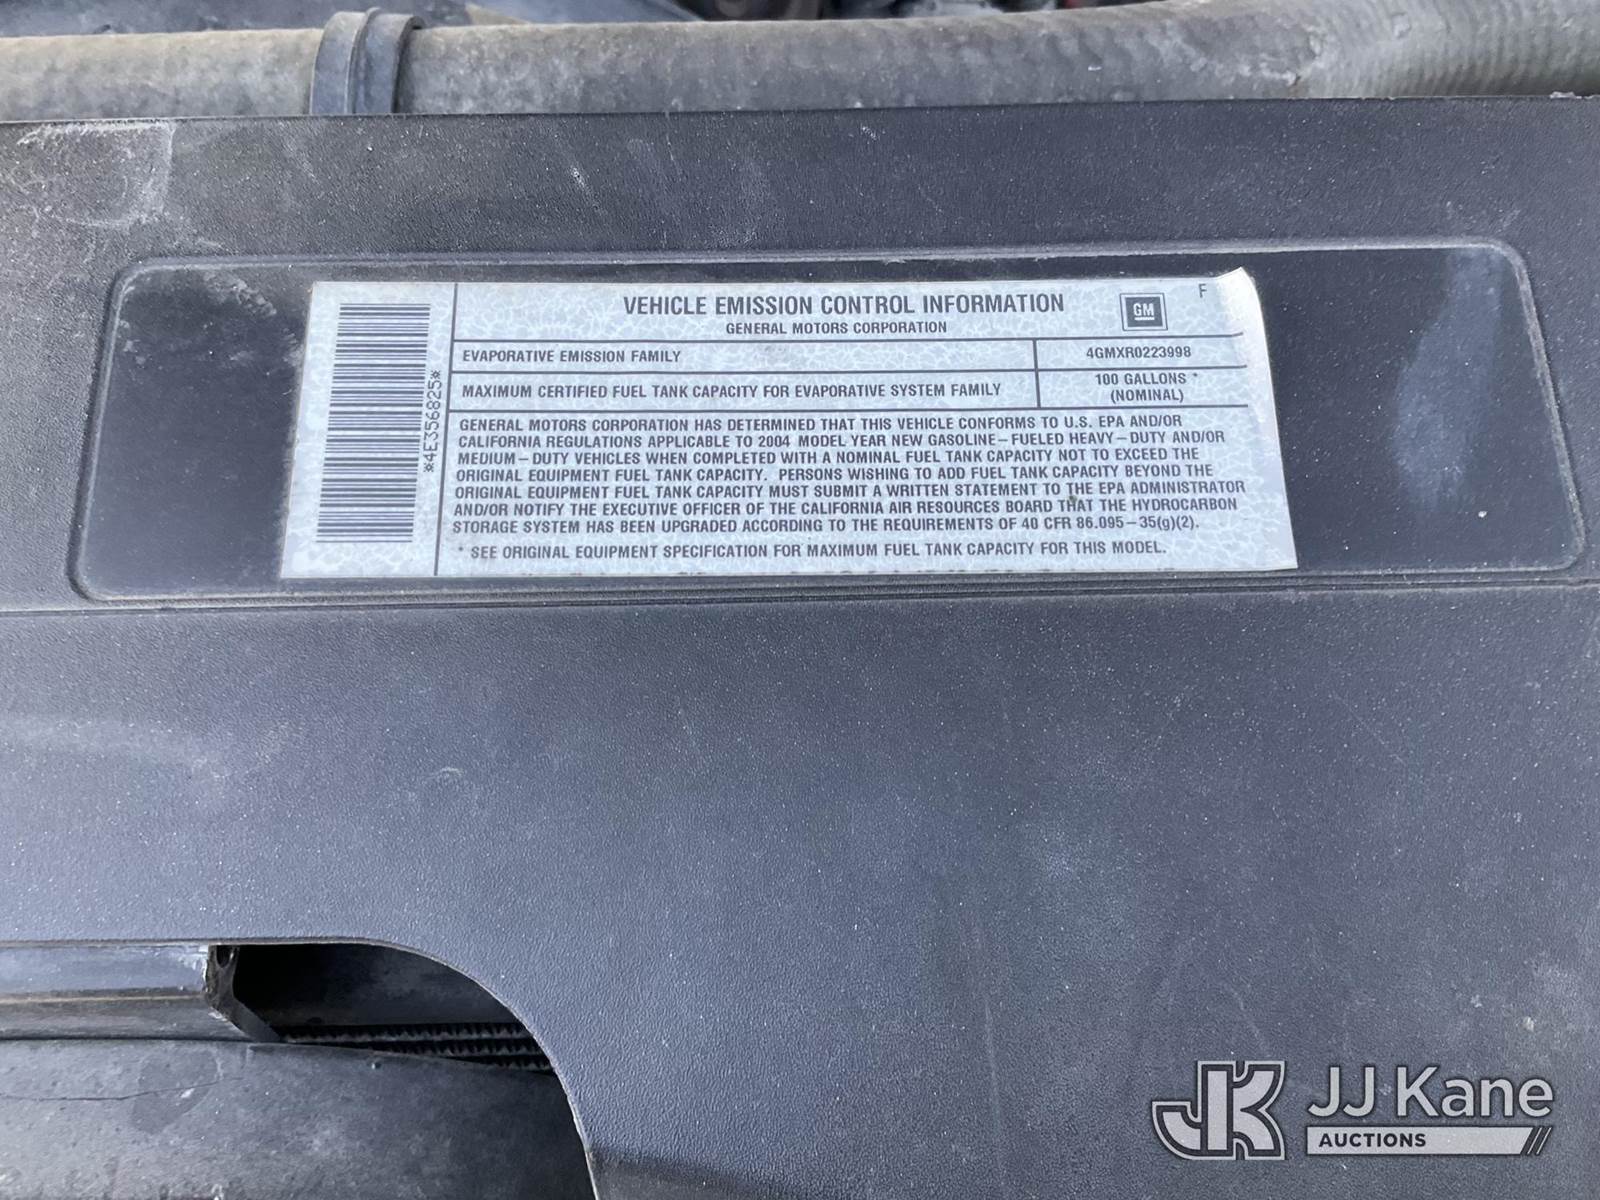 VEHICLE EMISSION CONTROL INFORMATION
GENERAL MOTORS CORPORATION
GM
F
EVAPORATIVE EMISSION FAMILY 4GMXR0223998
MAXIMUM CERTIFIED FUEL TANK CAPACITY FOR EVAPORATIVE SYSTEM FAMILY 100 GALLONS *
(NOMINAL)
*4E356825*
GENERAL MOTORS CORPORATION HAS DETERMINED THAT THIS VEHICLE CONFORMS TO U.S. EPA AND/OR
CALIFORNIA REGULATIONS APPLICABLE TO 2004 MODEL YEAR NEW GASOLINE-FUELED HEAVY-DUTY AND/OR
MEDIUM-DUTY VEHICLES WHEN COMPLETED WITH A NOMINAL FUEL TANK CAPACITY NOT TO EXCEED THE
ORIGINAL EQUIPMENT FUEL TANK CAPACITY. PERSONS WISHING TO ADD FUEL TANK CAPACITY BEYOND THE
ORIGINAL EQUIPMENT FUEL TANK CAPACITY MUST SUBMIT A WRITTEN STATEMENT TO THE EPA ADMINISTRATOR
AND/OR NOTIFY THE EXECUTIVE OFFICER OF THE CALIFORNIA AIR RESOURCES BOARD THAT THE HYDROCARBON
STORAGE SYSTEM HAS BEEN UPGRADED ACCORDING TO THE REQUIREMENTS OF 40 CFR 86.095-35(g)(2).
* SEE ORIGINAL EQUIPMENT SPECIFICATION FOR MAXIMUM FUEL TANK CAPACITY FOR THIS MODEL.
JK JJ Kane
AUCTIONS